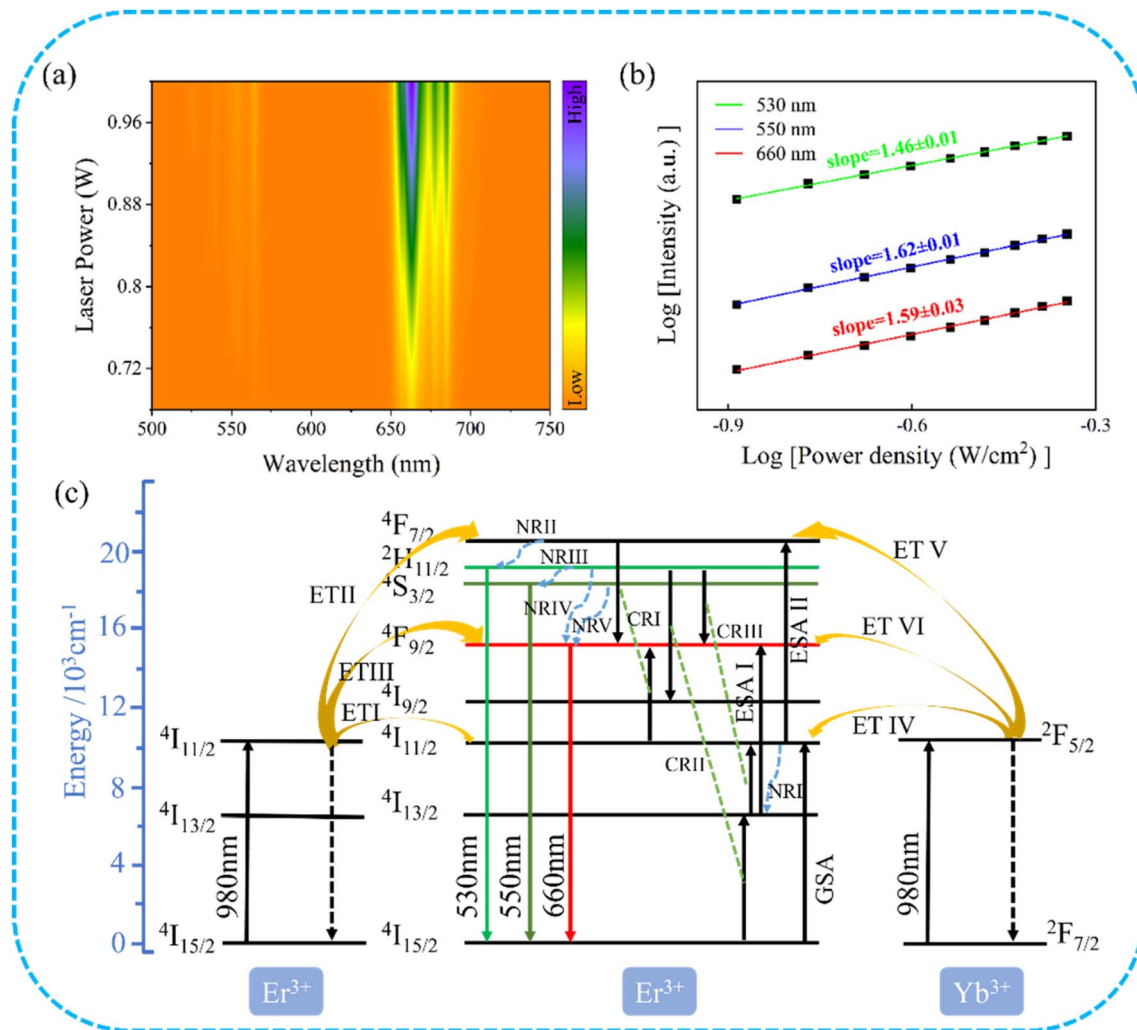 (a)
High
Low
0.96
0.88
0.8
0.72
Laser Power (W)
500
550
600
650
700
750
Wavelength (nm)
(b)
530 nm
550 nm
660 nm
slope=1.46±0.01
slope=1.62±0.01
slope=1.59±0.03
Log [Intensity (a.u.) ]
-0.9
-0.6
-0.3
Log [Power density (W/cm²) ]
(c)
Energy /10³cm⁻¹
20
16
12
8
4
0
⁴F₇/₂
²H₁₁/₂
⁴S₃/₂
⁴F₉/₂
⁴I₉/₂
⁴I₁₁/₂
⁴I₁₃/₂
⁴I₁₅/₂
⁴I₁₁/₂
⁴I₁₃/₂
⁴I₁₅/₂
ETII
ETIII
ETI
980nm
NRII
NRIII
NRIV
NRV
CRI
CRIII
CRII
ESA I
ESA II
NRI
GSA
530nm
550nm
660nm
ET V
ET VI
ET IV
²F₅/₂
²F₇/₂
980nm
Er³⁺
Er³⁺
Yb³⁺